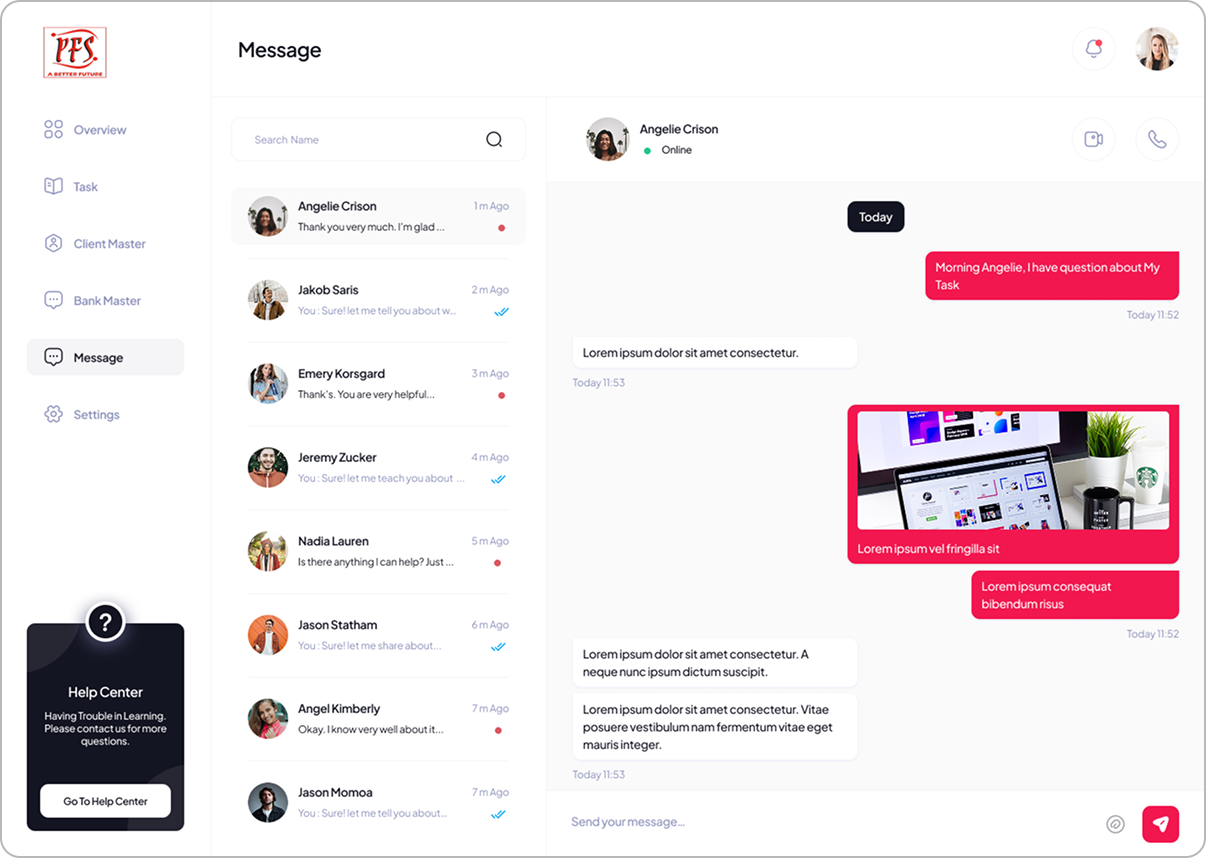 PFS.
A BETTER FUTURE
Overview
Task
Client Master
Bank Master
Message
Settings
?
Help Center
Having Trouble in Learning.
Please contact us for more
questions.
Go To Help Center
Message
Search Name
Angelie Crison
1 m Ago
Thank you very much. I'm glad ...
Jakob Saris
2 m Ago
You : Sure! let me tell you about w...
Emery Korsgard
3 m Ago
Thank's. You are very helpful...
Jeremy Zucker
4 m Ago
You : Sure! let me teach you about ...
Nadia Lauren
5 m Ago
Is there anything I can help? Just ...
Jason Statham
6 m Ago
You : Sure! let me share about...
Angel Kimberly
7 m Ago
Okay. I know very well about it...
Jason Momoa
7 m Ago
You : Sure! let me tell you about...
Angelie Crison
Online
Today
Morning Angelie, I have question about My
Task
Today 11:52
Lorem ipsum dolor sit amet consectetur.
Today 11:53
Lorem ipsum vel fringilla sit
Lorem ipsum consequat
bibendum risus
Today 11:52
Lorem ipsum dolor sit amet consectetur. A
neque nunc ipsum dictum suscipit.
Lorem ipsum dolor sit amet consectetur. Vitae
posuere vestibulum nam fermentum vitae eget
mauris integer.
Today 11:53
Send your message...